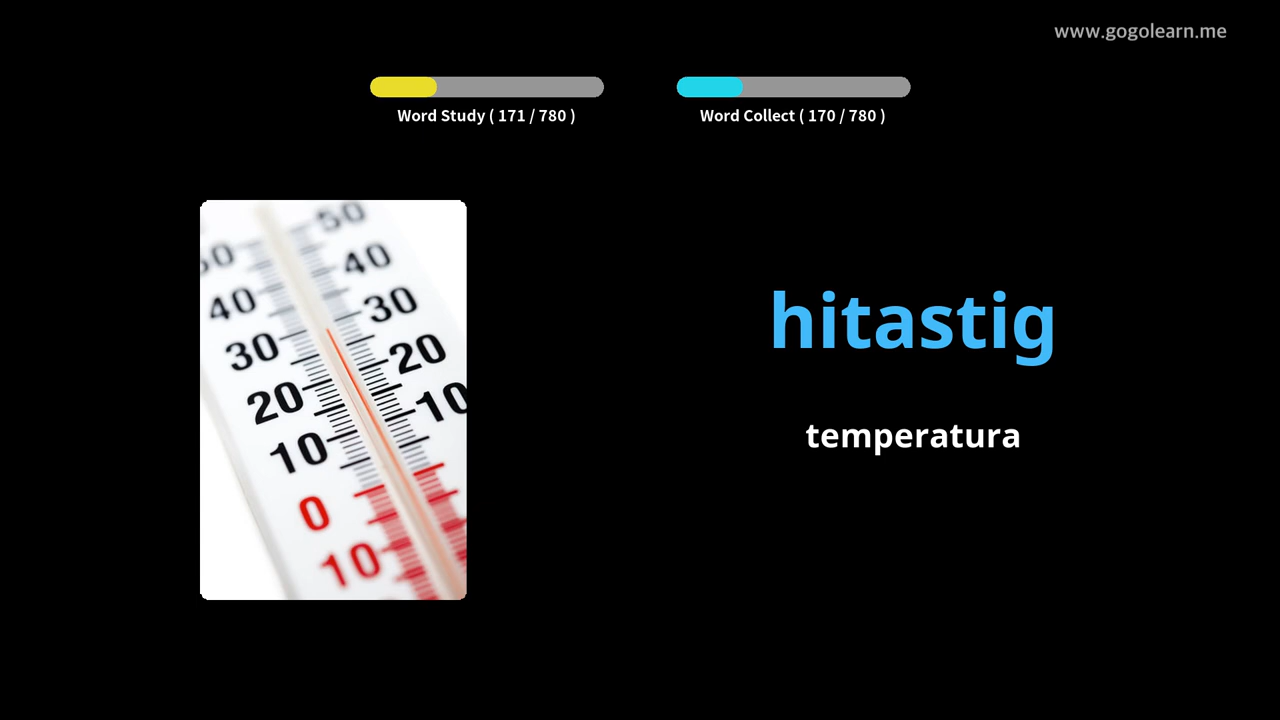 www.gogolearn.me
Word Study ( 171 / 780 )
Word Collect ( 170 / 780 )
50
50
40
40
30
30
20
20
10
10
0
10
hitastig
temperatura